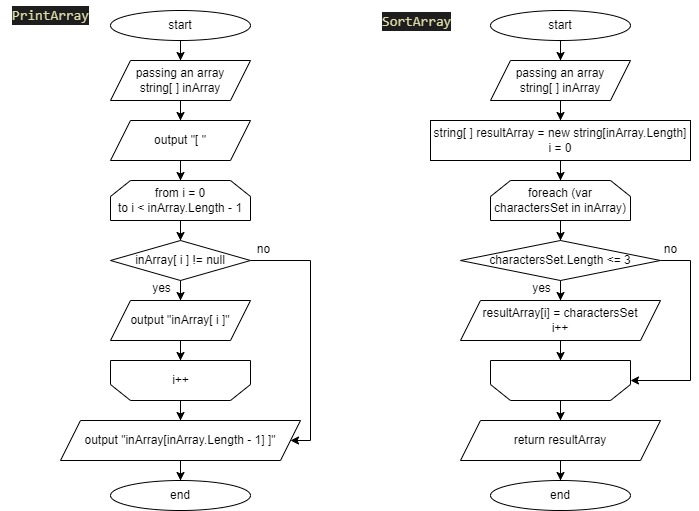 PrintArray
start
passing an array
string[ ] inArray
output "[ "
from i = 0
to i < inArray.Length - 1
inArray[ i ] != null
no
yes
output "inArray[ i ]"
i++
output "inArray[inArray.Length - 1] ]"
end
SortArray
start
passing an array
string[ ] inArray
string[ ] resultArray = new string[inArray.Length]
i = 0
foreach (var
charactersSet in inArray)
charactersSet.Length <= 3
no
yes
resultArray[i] = charactersSet
i++
return resultArray
end